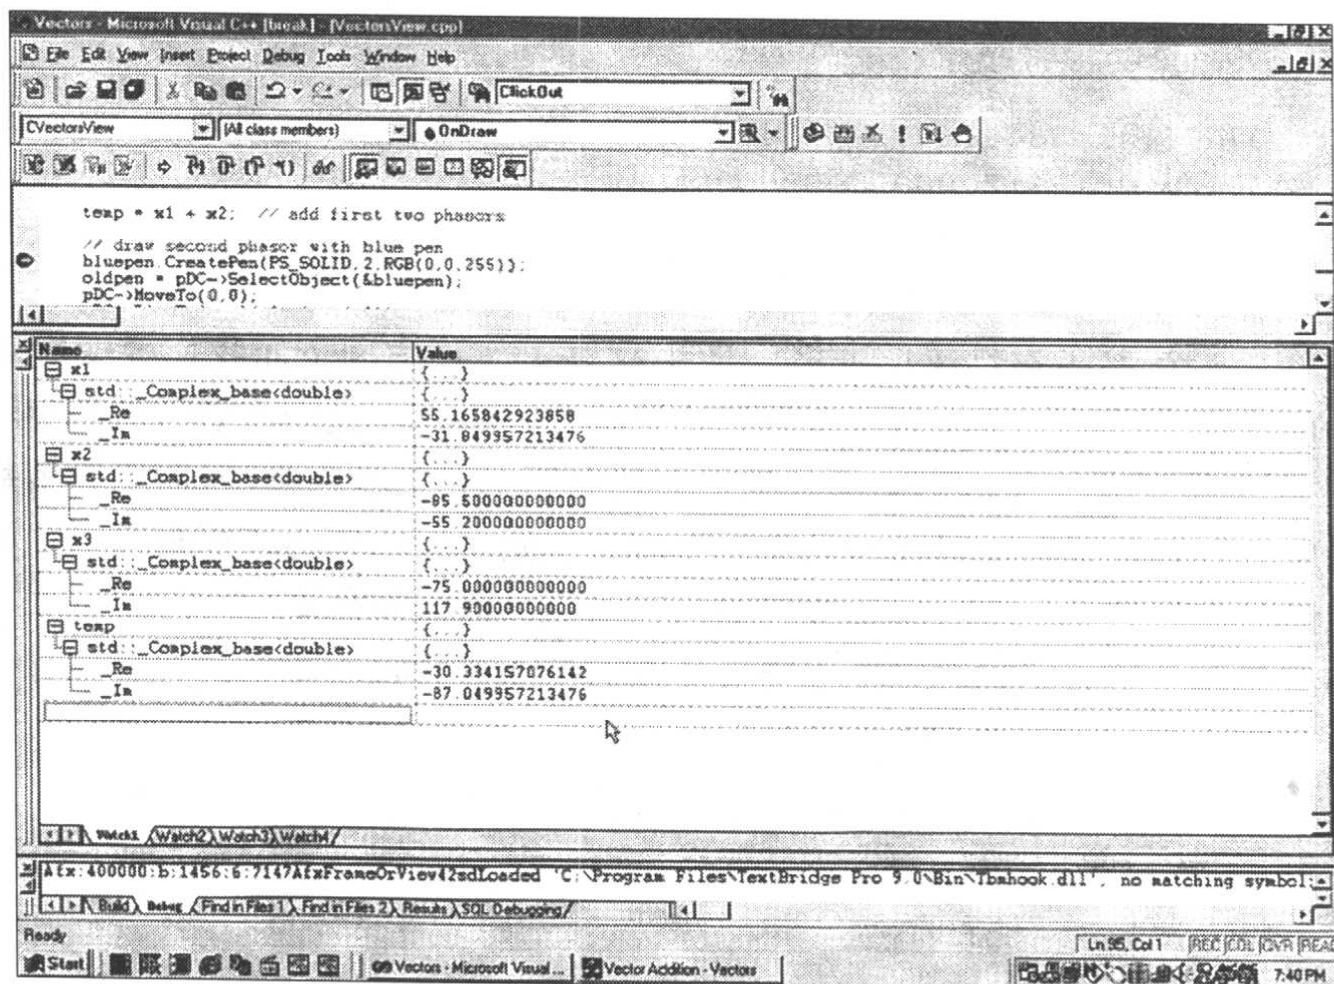 Vectors - Microsoft Visual C++ [break] - [VectorsView.cpp]
File Edit View Insert Project Debug Tools Window Help
ClickOut
CVectorsView (All class members) OnDraw
temp = x1 + x2; // add first two phasors
// draw second phasor with blue pen
bluepen.CreatePen(PS_SOLID,2,RGB(0,0,255));
oldpen = pDC->SelectObject(&bluepen);
pDC->MoveTo(0,0);
Name Value
x1 {...}
std::_Complex_base<double> {...}
_Re 55.165842923858
_Im -31.849957213476
x2 {...}
std::_Complex_base<double> {...}
_Re -85.500000000000
_Im -55.200000000000
x3 {...}
std::_Complex_base<double> {...}
_Re -75.000000000000
_Im 117.90000000000
temp {...}
std::_Complex_base<double> {...}
_Re -30.334157076142
_Im -87.049957213476
Watch1 Watch2 Watch3 Watch4
Afx:400000:b:1456:6:7147AfxFrameOrView42sdLoaded 'C:\Program Files\TextBridge Pro 9.0\Bin\Tbmhook.dll', no matching symbol
Build Debug Find in Files 1 Find in Files 2 Results SQL Debugging
Ready Ln 95, Col 1 REC COL OVR READ
Start Vectors - Microsoft Visual ... Vector Addition - Vectors 7:40 PM